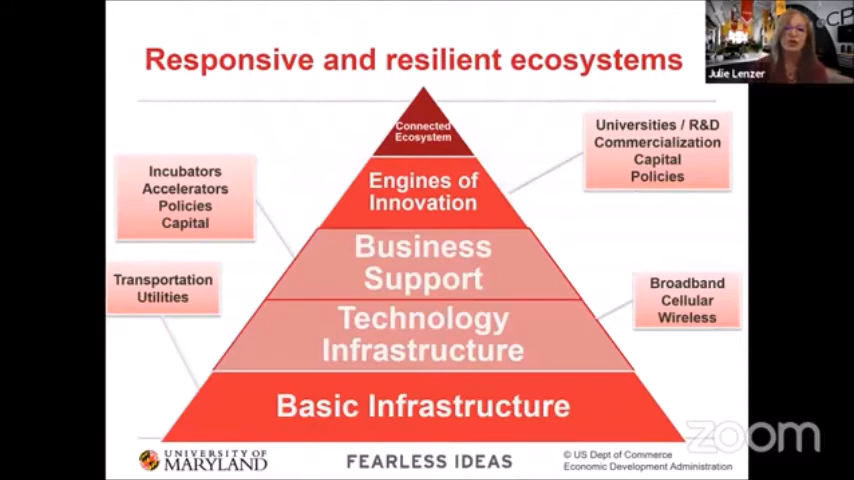 Responsive and resilient ecosystems
Julie Lenzer
Connected
Ecosystem
Universities / R&D
Commercialization
Capital
Policies
Incubators
Accelerators
Policies
Capital
Engines of
Innovation
Business
Support
Transportation
Utilities
Broadband
Cellular
Wireless
Technology
Infrastructure
Basic Infrastructure
zoom
UNIVERSITY OF
MARYLAND
FEARLESS IDEAS
© US Dept of Commerce
Economic Development Administration